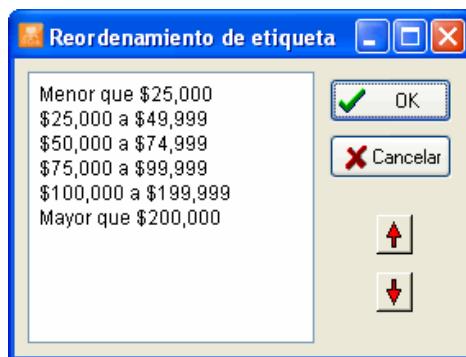 Reordenamiento de etiqueta
Menor que $25,000
$25,000 a $49,999
$50,000 a $74,999
$75,000 a $99,999
$100,000 a $199,999
Mayor que $200,000
OK
Cancelar